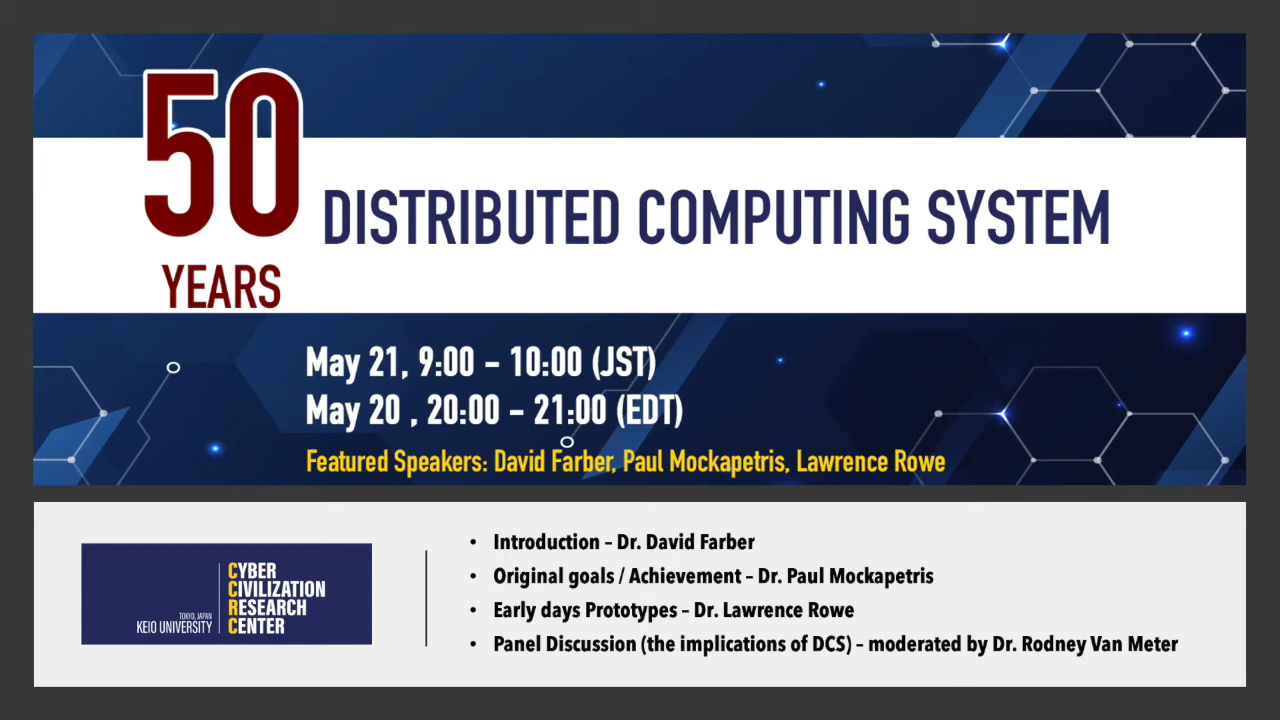 50
YEARS
DISTRIBUTED COMPUTING SYSTEM
May 21, 9:00 – 10:00 (JST)
May 20 , 20:00 – 21:00 (EDT)
Featured Speakers: David Farber, Paul Mockapetris, Lawrence Rowe
TOKYO, JAPAN
KEIO UNIVERSITY
CYBER
CIVILIZATION
RESEARCH
CENTER
• Introduction – Dr. David Farber
• Original goals / Achievement – Dr. Paul Mockapetris
• Early days Prototypes – Dr. Lawrence Rowe
• Panel Discussion (the implications of DCS) – moderated by Dr. Rodney Van Meter